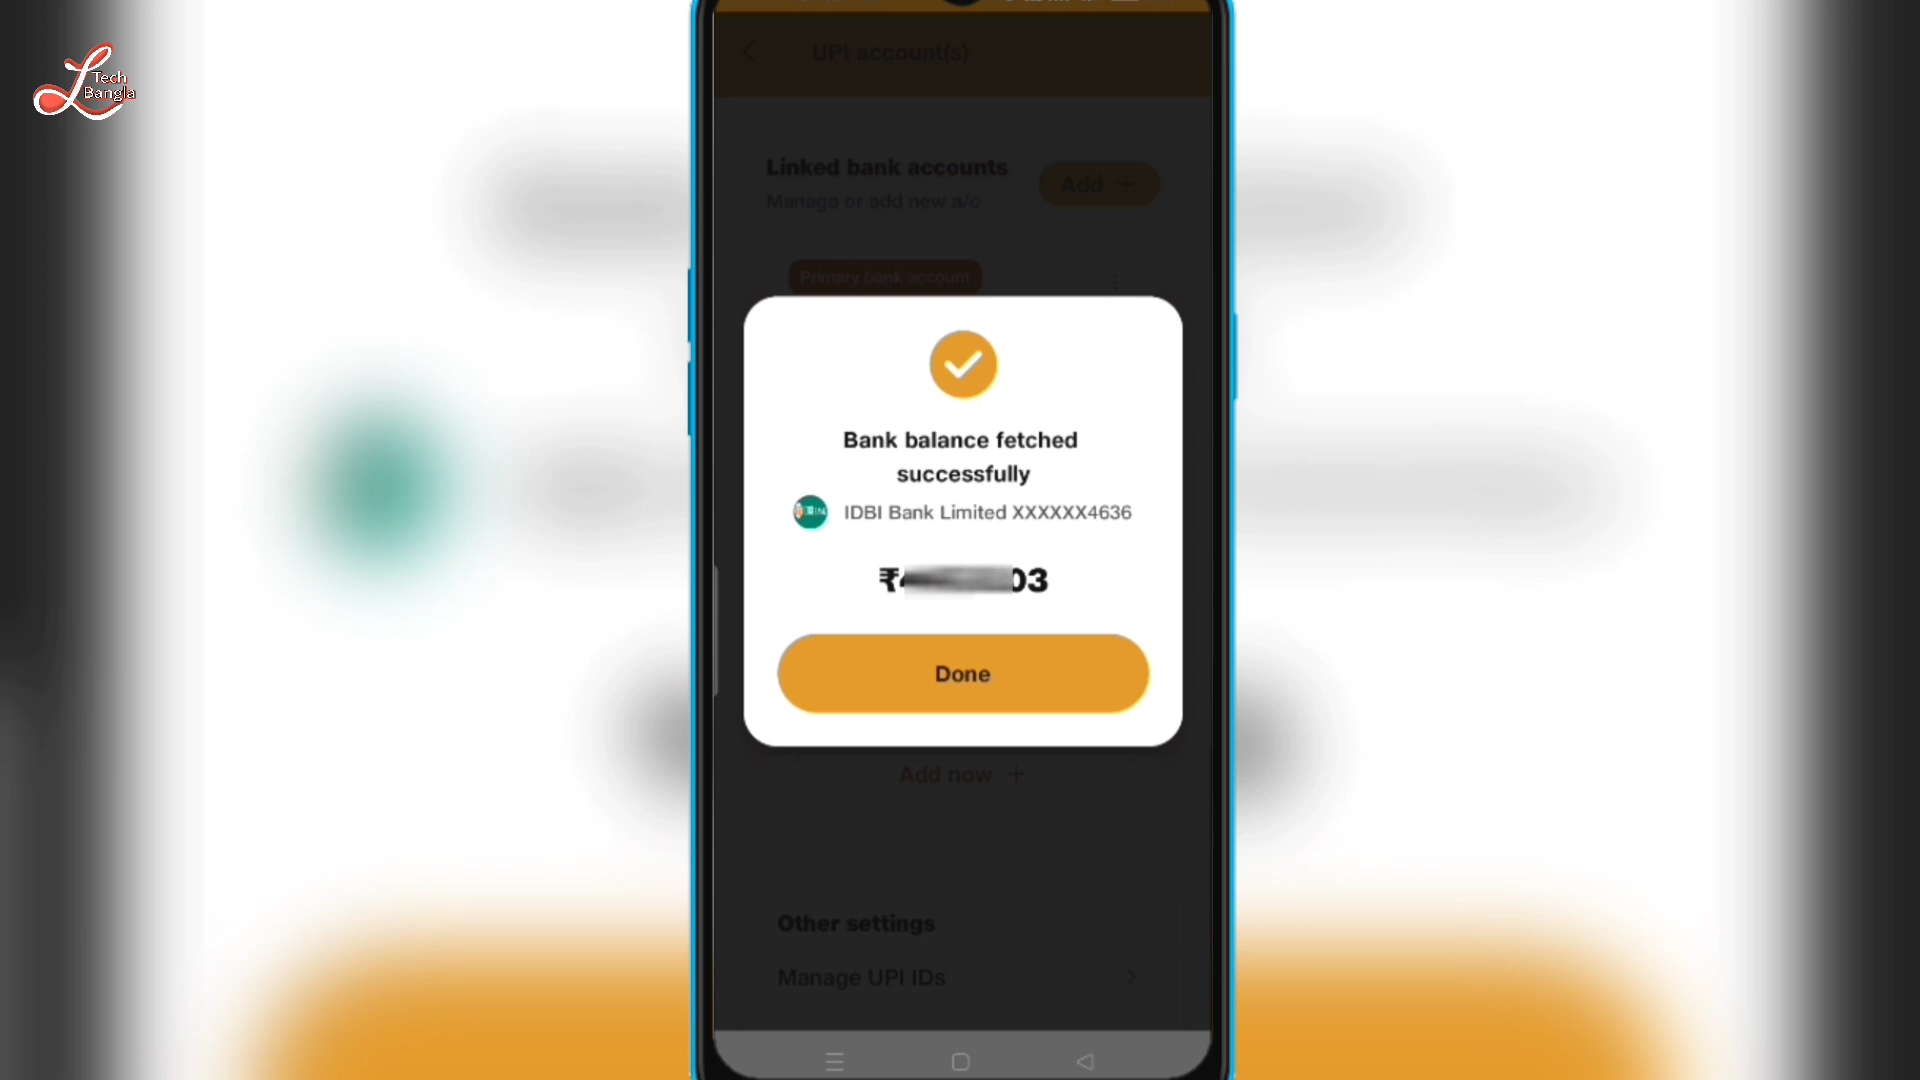 Tech
Bangla
UPI account(s)
Linked bank accounts
Add +
Manage or add new a/c
Primary bank account
Bank balance fetched
successfully
IDBI Bank Limited XXXXXX4636
₹ 03
Done
Add now +
Other settings
Manage UPI IDs